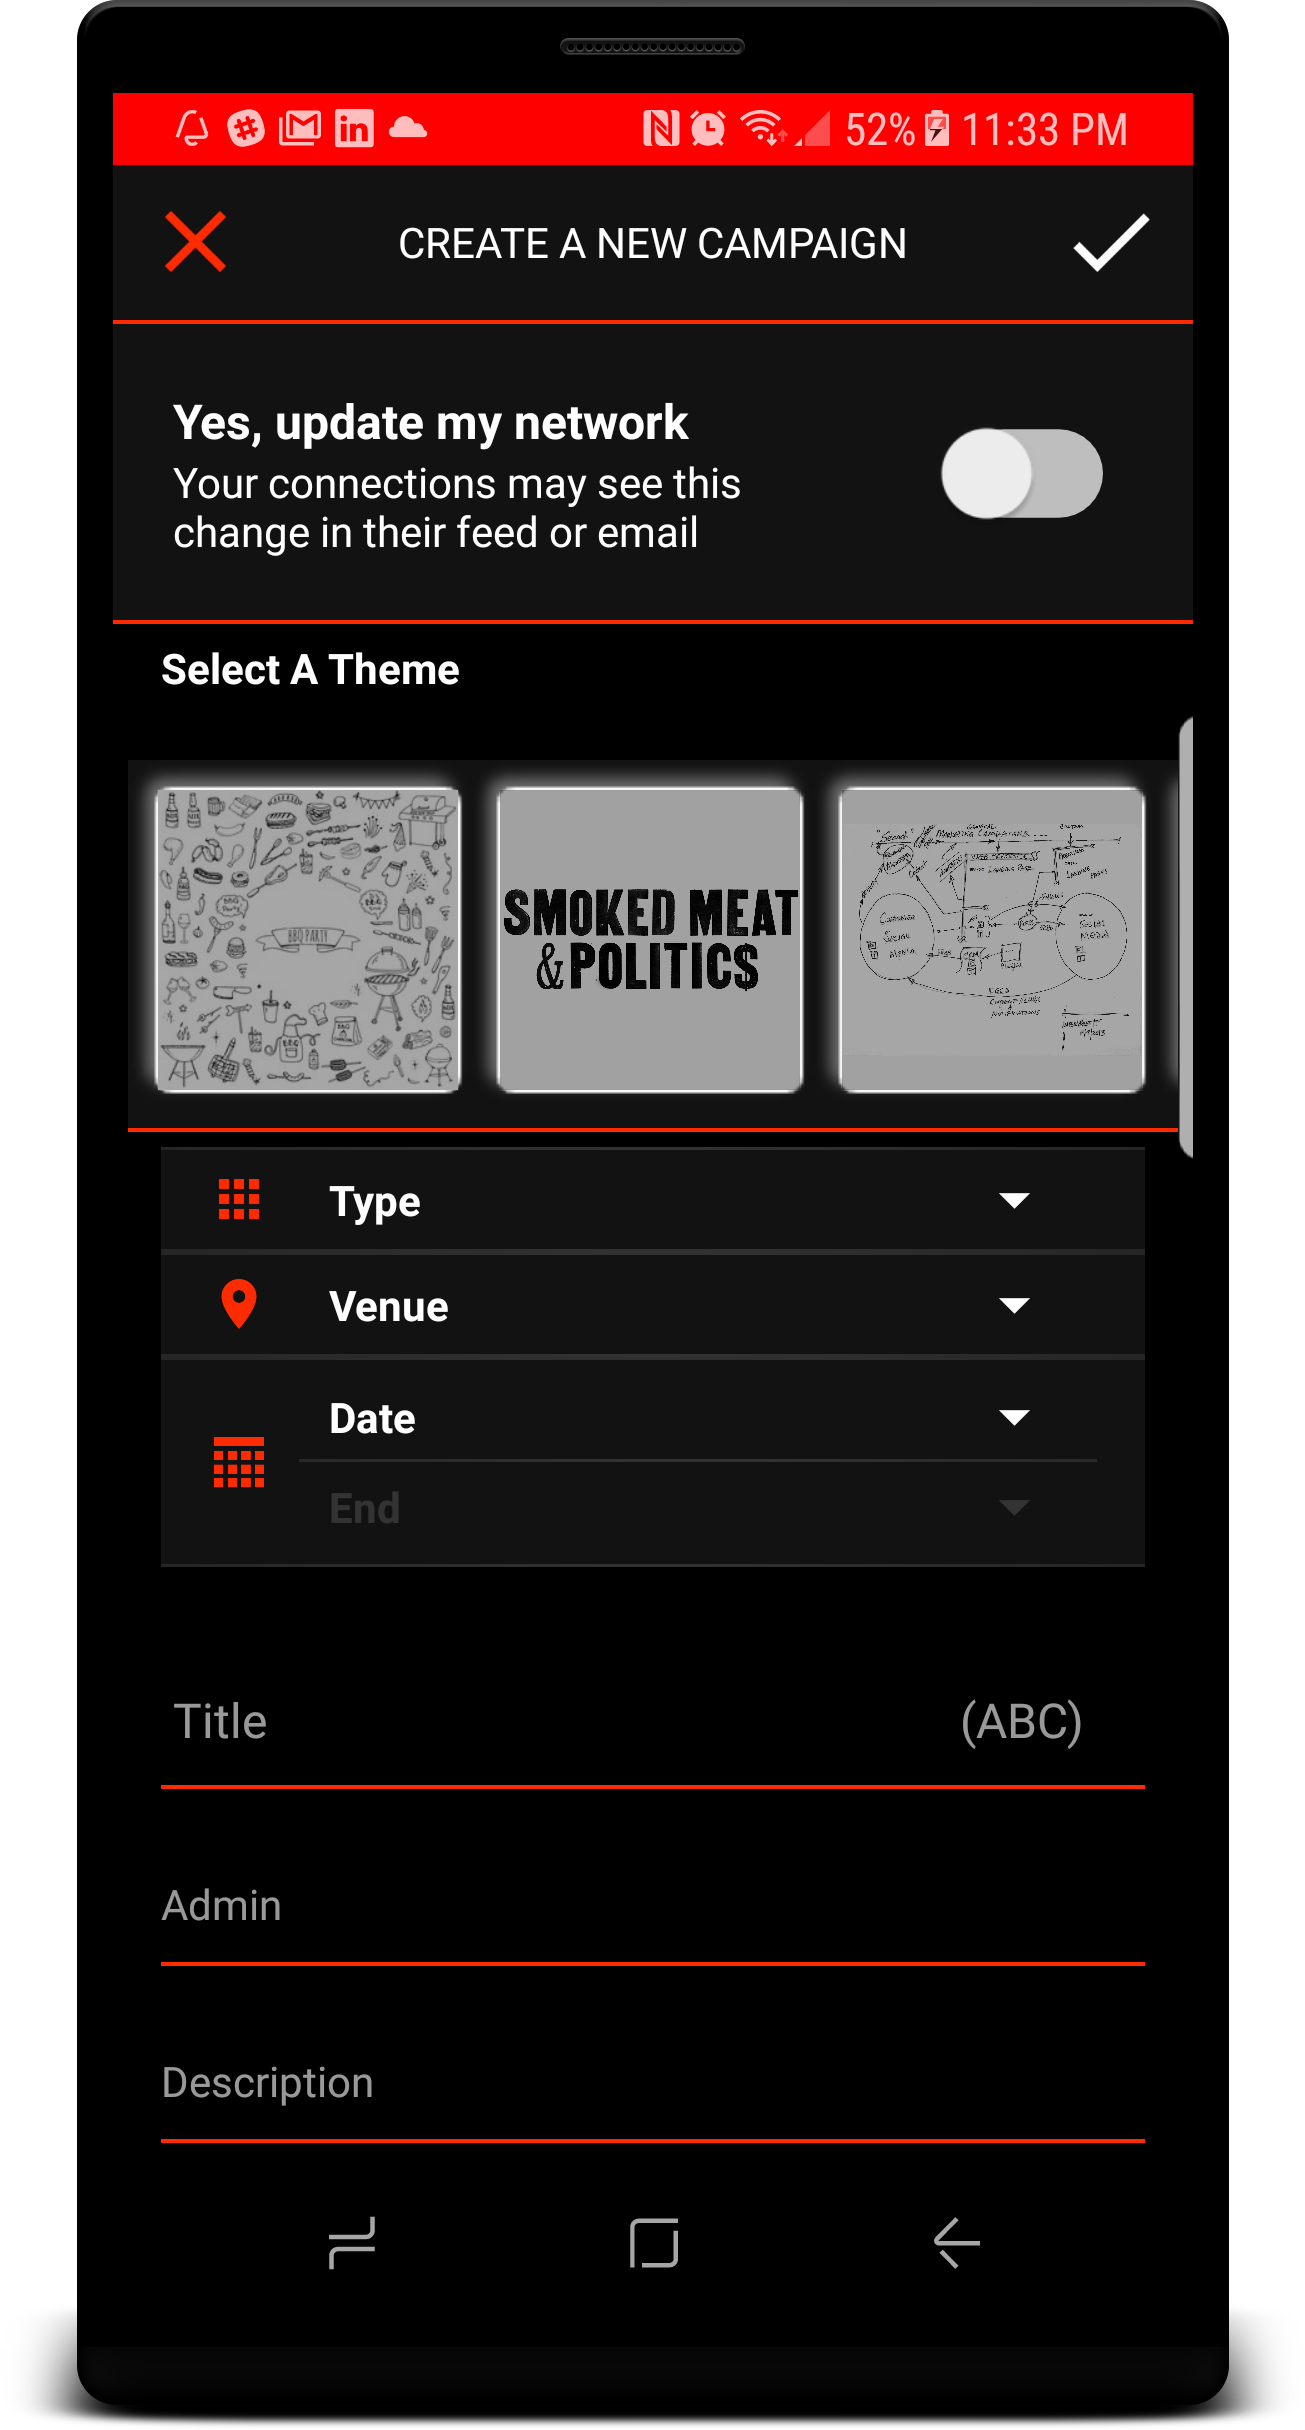 52% 11:33 PM
CREATE A NEW CAMPAIGN
Yes, update my network
Your connections may see this
change in their feed or email
Select A Theme
BBQ PARTY
SMOKED MEAT
&POLITIC$
Type
Venue
Date
End
Title (ABC)
Admin
Description